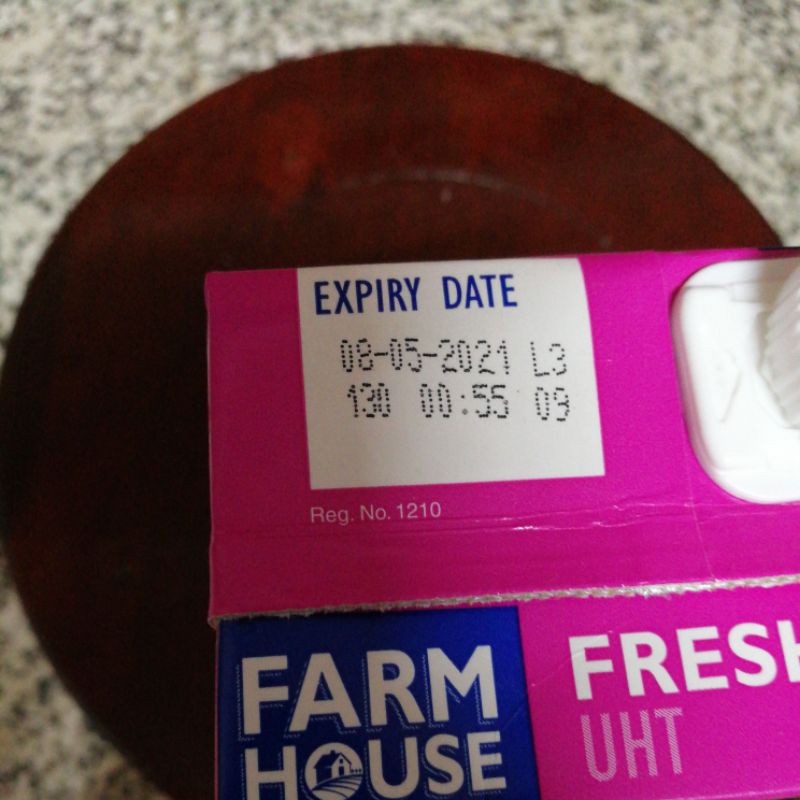 EXPIRY DATE
08-05-2021 L3
130 00:55 09
Reg. No. 1210
FARM
HOUSE
FRESH
UHT